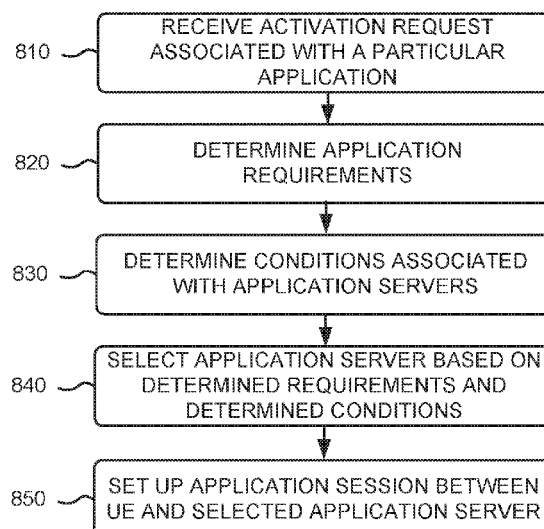 810
RECEIVE ACTIVATION REQUEST
ASSOCIATED WITH A PARTICULAR
APPLICATION
820
DETERMINE APPLICATION
REQUIREMENTS
830
DETERMINE CONDITIONS ASSOCIATED
WITH APPLICATION SERVERS
840
SELECT APPLICATION SERVER BASED ON
DETERMINED REQUIREMENTS AND
DETERMINED CONDITIONS
850
SET UP APPLICATION SESSION BETWEEN
UE AND SELECTED APPLICATION SERVER